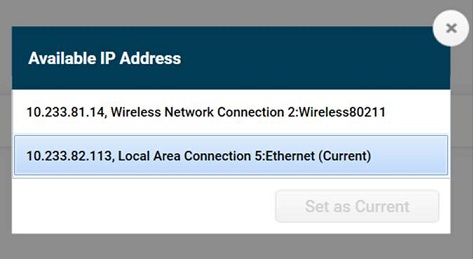 Available IP Address
10.233.81.14, Wireless Network Connection 2:Wireless80211
10.233.82.113, Local Area Connection 5:Ethernet (Current)
Set as Current